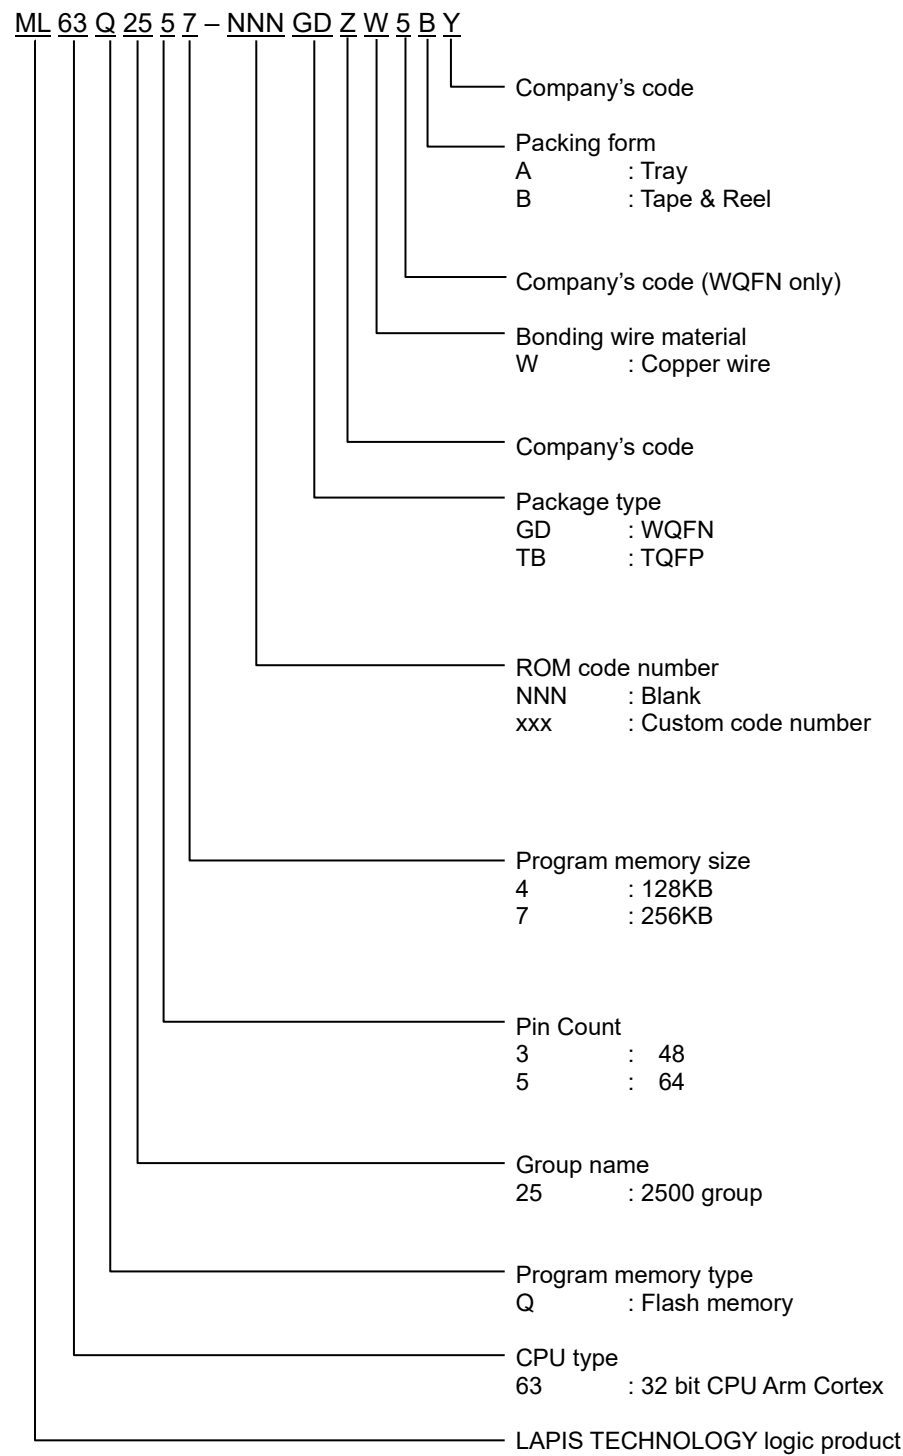 ML 63 Q 25 5 7 – NNN GD Z W 5 B Y
Company's code
Packing form
A : Tray
B : Tape & Reel
Company's code (WQFN only)
Bonding wire material
W : Copper wire
Company's code
Package type
GD : WQFN
TB : TQFP
ROM code number
NNN : Blank
xxx : Custom code number
Program memory size
4 : 128KB
7 : 256KB
Pin Count
3 : 48
5 : 64
Group name
25 : 2500 group
Program memory type
Q : Flash memory
CPU type
63 : 32 bit CPU Arm Cortex
LAPIS TECHNOLOGY logic product